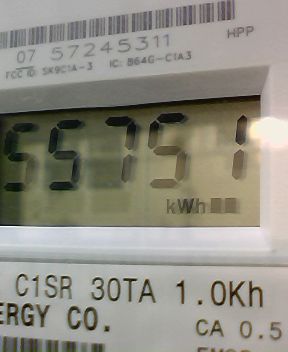 07 57245311
HPP
FCC ID: SK9C1A-3 IC: 864G-C1A3
55751
kWh
C1SR 30TA 1.0Kh
ERGY CO.
CA 0.5